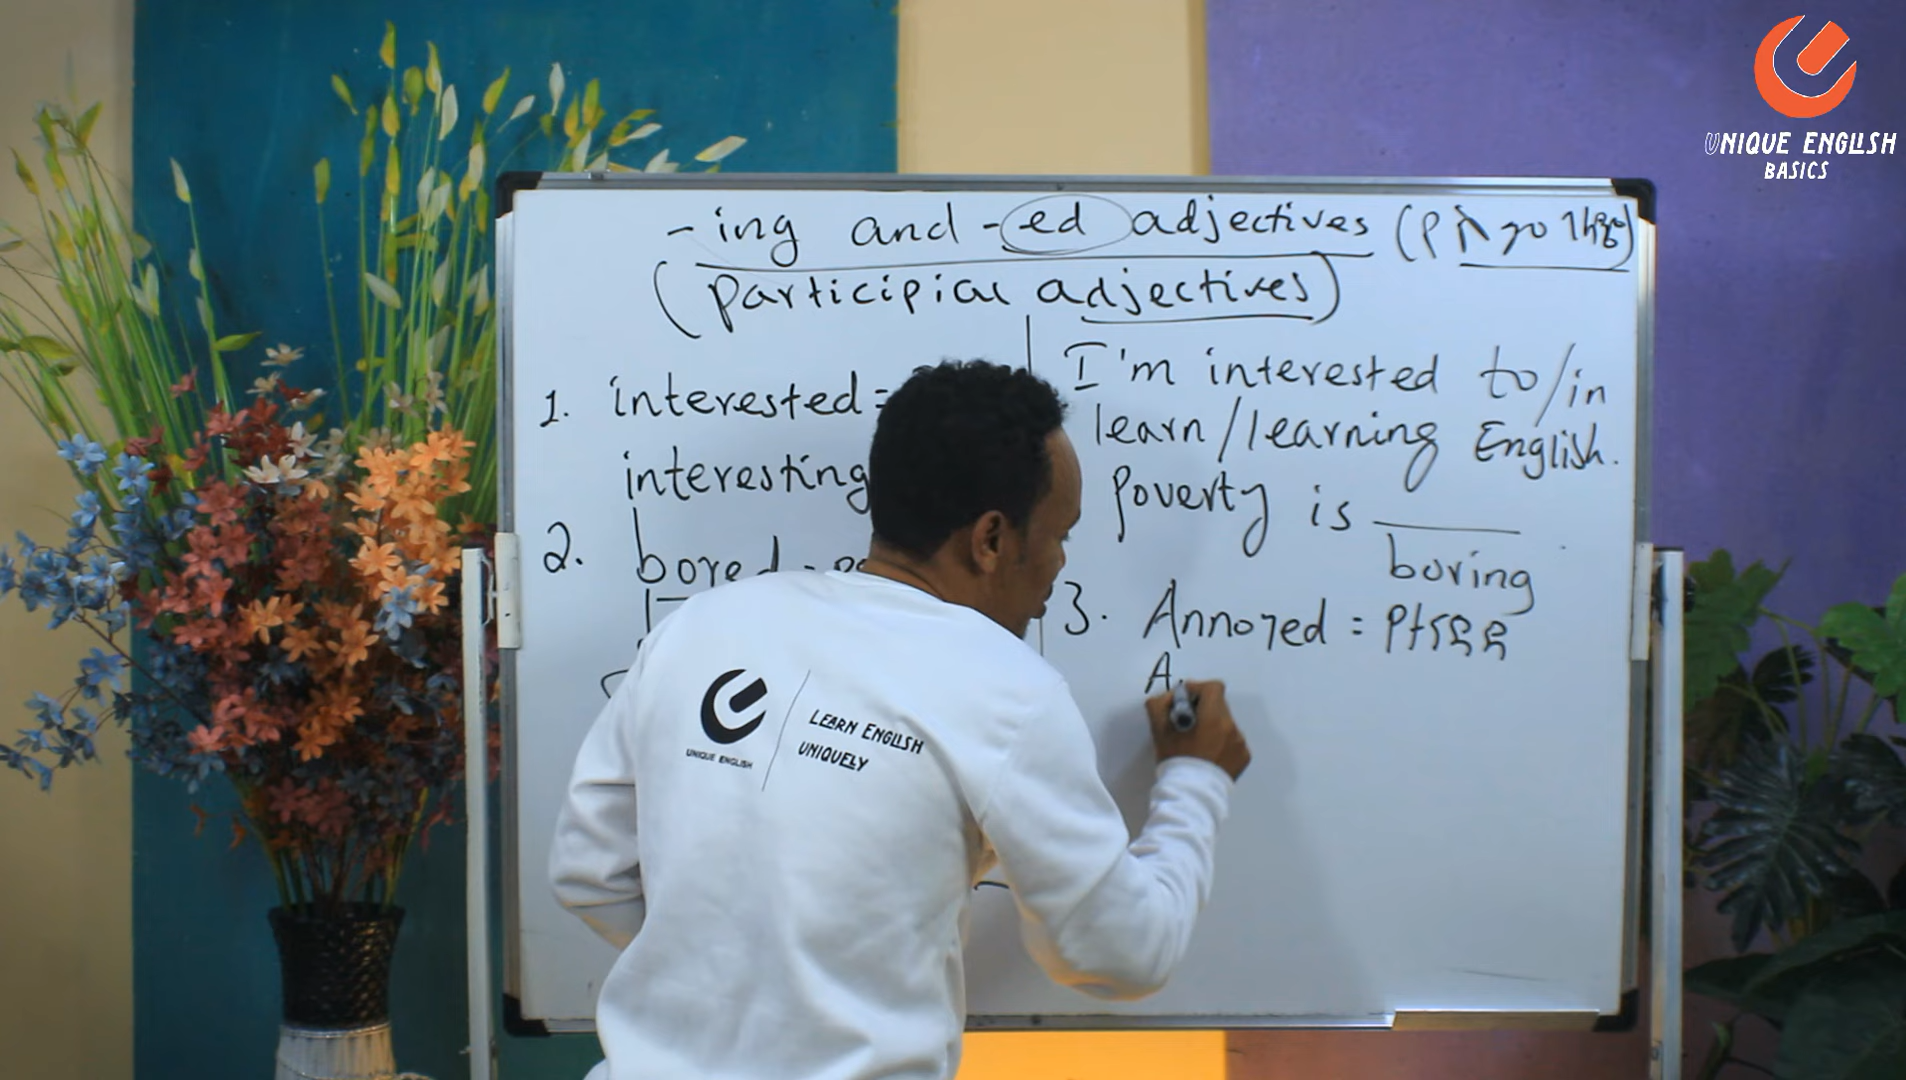 UNIQUE ENGLISH
BASICS
-ing and -ed adjectives
(participial adjectives)
1. interested =
interesting
2. bored =
I'm interested to/in
learn/learning English.
Poverty is ______
boring
3. Annoyed = የተናደደ
A
UNIQUE ENGLISH
LEARN ENGLISH
UNIQUELY